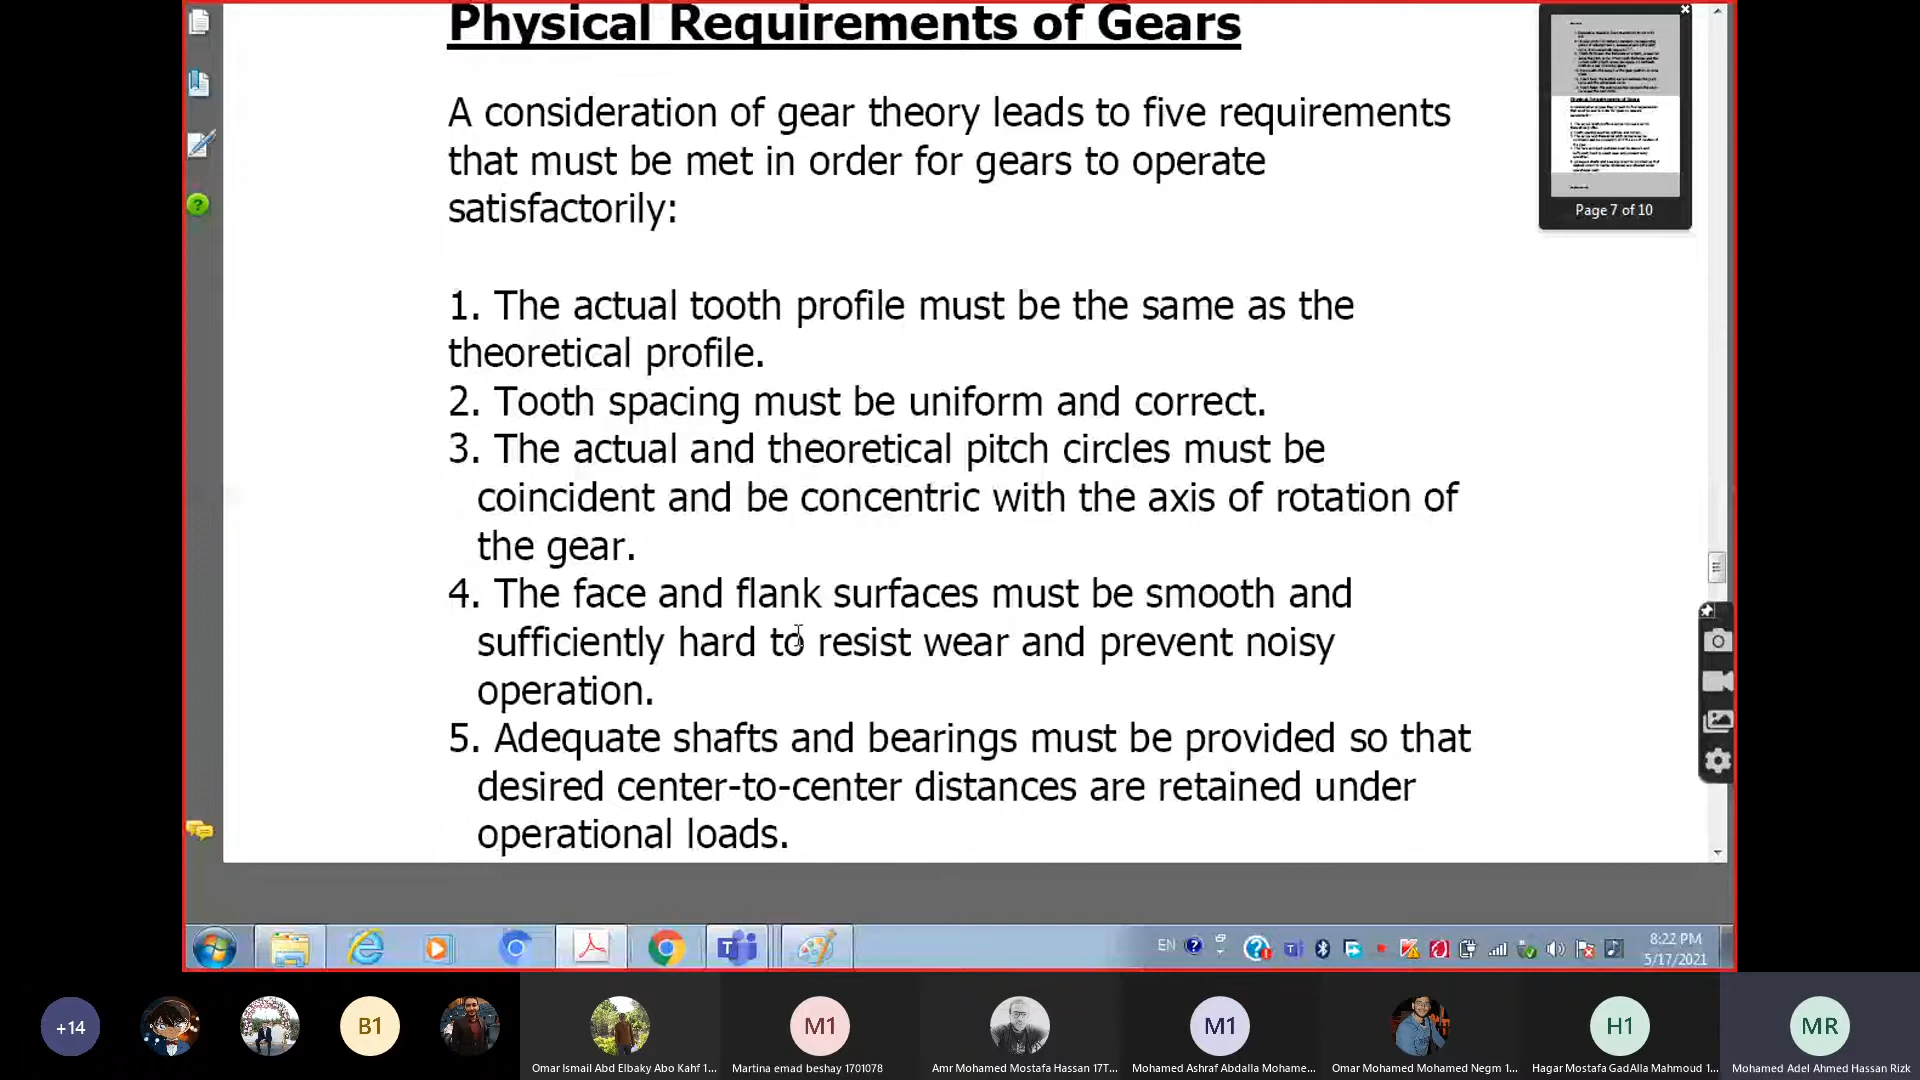 Physical Requirements of Gears
A consideration of gear theory leads to five requirements
that must be met in order for gears to operate
satisfactorily:
1. The actual tooth profile must be the same as the
theoretical profile.
2. Tooth spacing must be uniform and correct.
3. The actual and theoretical pitch circles must be
coincident and be concentric with the axis of rotation of
the gear.
4. The face and flank surfaces must be smooth and
sufficiently hard to resist wear and prevent noisy
operation.
5. Adequate shafts and bearings must be provided so that
desired center-to-center distances are retained under
operational loads.
Page 7 of 10
EN
8:22 PM
5/17/2021
+14
B1
M1
M1
H1
MR
Omar Ismail Abd Elbaky Abo Kahf 1...
Martina emad beshay 1701078
Amr Mohamed Mostafa Hassan 17T...
Mohamed Ashraf Abdalla Mohame...
Omar Mohamed Mohamed Negm 1...
Hagar Mostafa GadAlla Mahmoud 1...
Mohamed Adel Ahmed Hassan Rizk